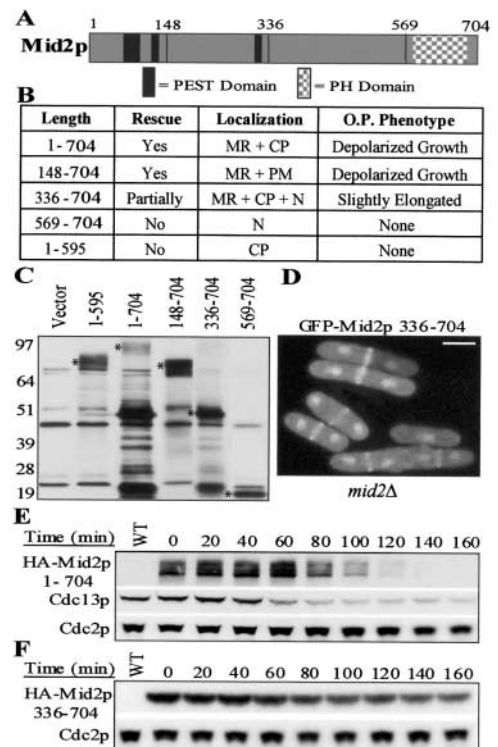 A
1 148 336 569 704
Mid2p
= PEST Domain = PH Domain
B
Length Rescue Localization O.P. Phenotype
1-704 Yes MR + CP Depolarized Growth
148-704 Yes MR + PM Depolarized Growth
336-704 Partially MR + CP + N Slightly Elongated
569-704 No N None
1-595 No CP None
C
Vector 1-595 1-704 148-704 336-704 569-704
97
64
51
39
28
19
* * * * *
D
GFP-Mid2p 336-704
mid2Δ
E
Time (min) WT 0 20 40 60 80 100 120 140 160
HA-Mid2p
1-704
Cdc13p
Cdc2p
F
Time (min) WT 0 20 40 60 80 100 120 140 160
HA-Mid2p
336-704
Cdc2p